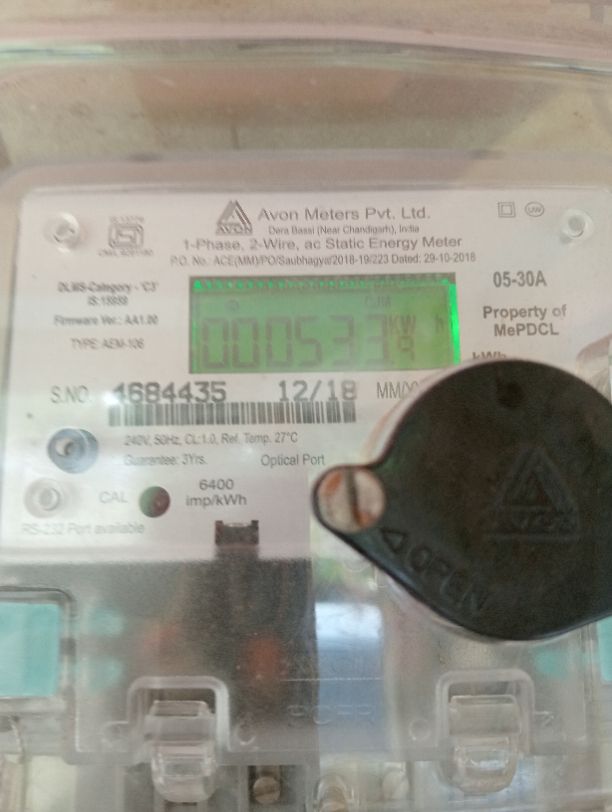 AVON
Avon Meters Pvt. Ltd.
Dera Bassi (Near Chandigarh), India
1-Phase, 2-Wire, ac Static Energy Meter
P.O. No.: ACE(MM)/PO/Saubhagya/2018-19/223 Dated: 29-10-2018
DLMS-Category - 'C3'
IS:15959
Firmware Ver.: AA1.00
TYPE: AEM-106
05-30A
Property of
MePDCL
000533
KW h
kWh
S.NO. 4684435 12/18
240V, 50Hz, CL:1.0, Ref. Temp. 27°C
Guarantee: 3Yrs. Optical Port
CAL
6400
imp/kWh
RS-232 Port available
AVON
OPEN